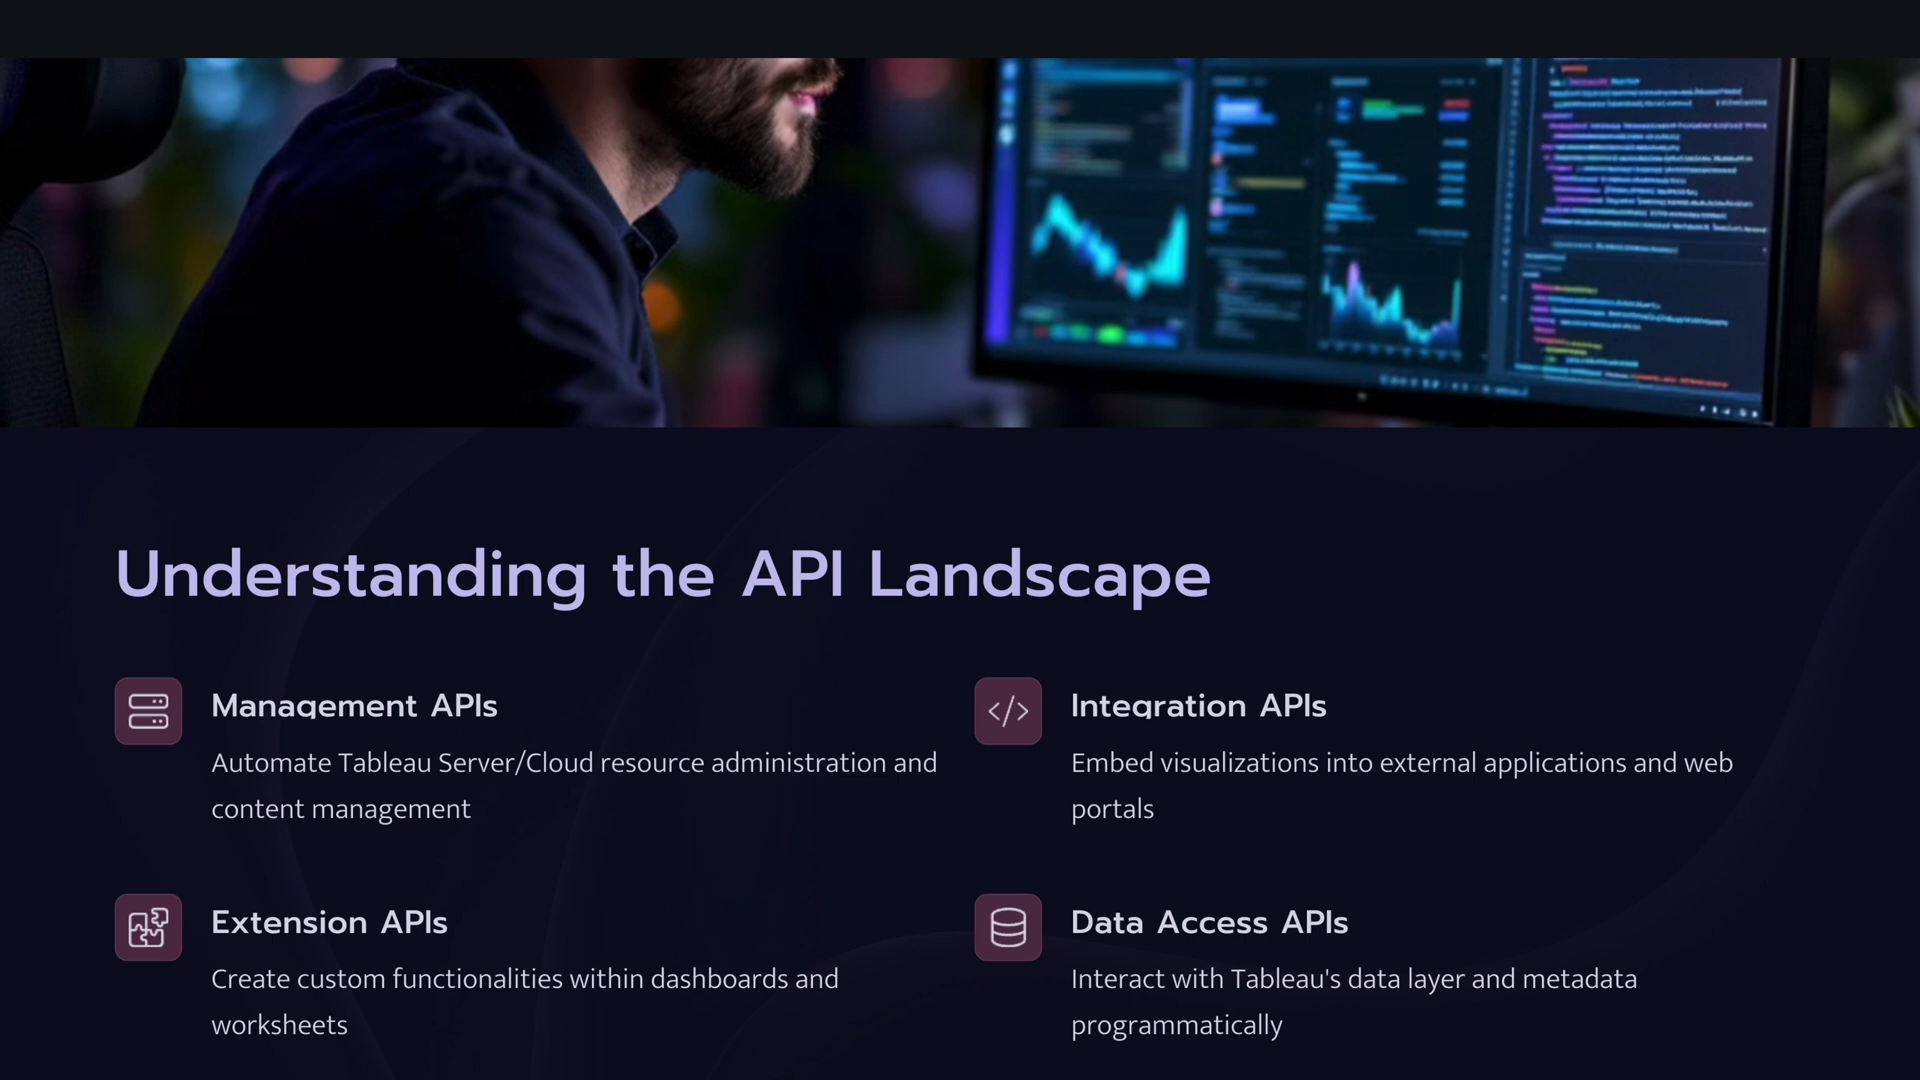 Understanding the API Landscape
Management APIs
Automate Tableau Server/Cloud resource administration and
content management
Integration APIs
Embed visualizations into external applications and web
portals
Extension APIs
Create custom functionalities within dashboards and
worksheets
Data Access APIs
Interact with Tableau's data layer and metadata
programmatically